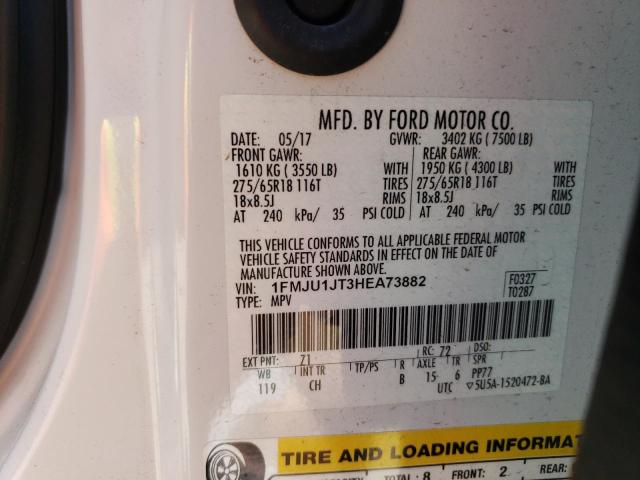 MFD. BY FORD MOTOR CO.
DATE: 05/17 GVWR: 3402 KG ( 7500 LB)
FRONT GAWR: REAR GAWR:
1610 KG ( 3550 LB) WITH 1950 KG ( 4300 LB) WITH
275/65R18 116T TIRES 275/65R18 116T TIRES
18x8.5J RIMS 18x8.5J RIMS
AT 240 kPa/ 35 PSI COLD AT 240 kPa/ 35 PSI COLD
THIS VEHICLE CONFORMS TO ALL APPLICABLE FEDERAL MOTOR
VEHICLE SAFETY STANDARDS IN EFFECT ON THE DATE OF
MANUFACTURE SHOWN ABOVE.
VIN: 1FMJU1JT3HEA73882 F0327
TYPE: MPV T0287
EXT PNT: Z1 RC: 72 DSO:
WB INT TR TP/PS R AXLE TR SPR
119 CH B 15 6 PP77
UTC ▽5U5A-1520472-BA
TIRE AND LOADING INFORMAT
TOTAL: 8 FRONT: 2 REAR: